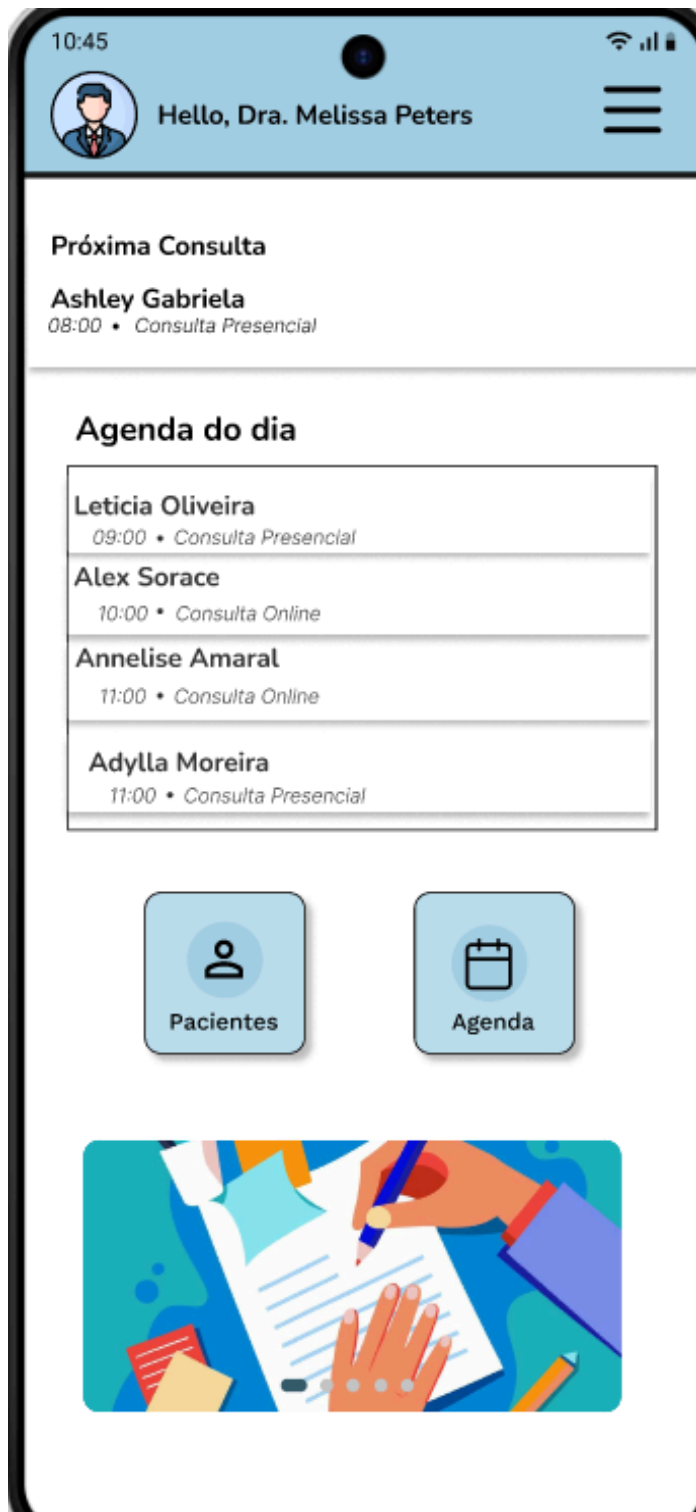 10:45
Hello, Dra. Melissa Peters
Próxima Consulta
Ashley Gabriela
08:00 • Consulta Presencial
Agenda do dia
Leticia Oliveira
09:00 • Consulta Presencial
Alex Sorace
10:00 • Consulta Online
Annelise Amaral
11:00 • Consulta Online
Adylla Moreira
11:00 • Consulta Presencial
Pacientes
Agenda